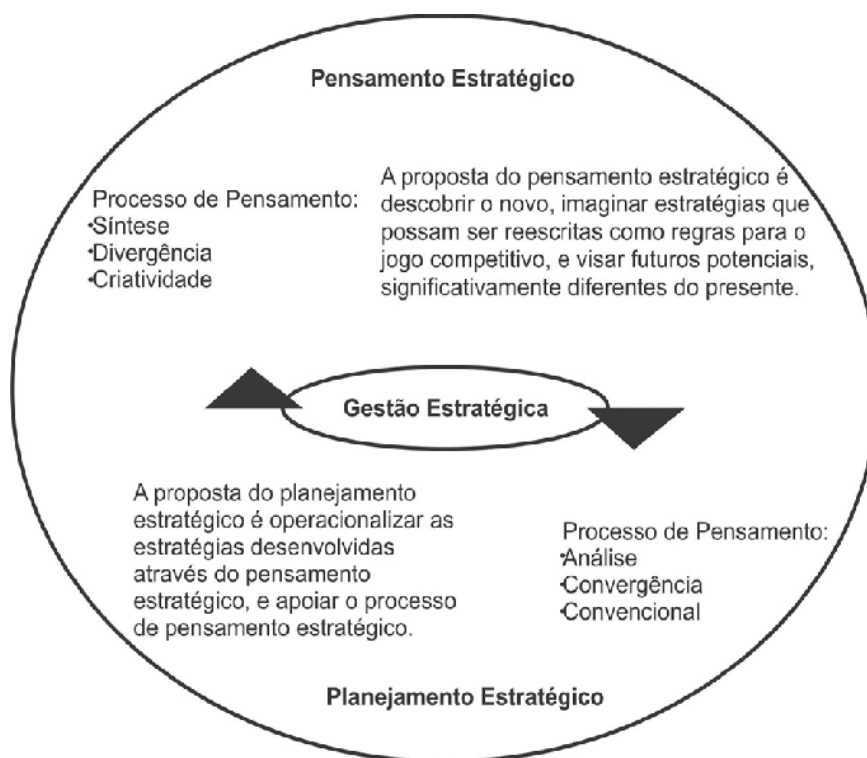 Pensamento Estratégico
Processo de Pensamento:
•Síntese
•Divergência
•Criatividade
A proposta do pensamento estratégico é
descobrir o novo, imaginar estratégias que
possam ser reescritas como regras para o
jogo competitivo, e visar futuros potenciais,
significativamente diferentes do presente.
Gestão Estratégica
A proposta do planejamento
estratégico é operacionalizar as
estratégias desenvolvidas
através do pensamento
estratégico, e apoiar o processo
de pensamento estratégico.
Processo de Pensamento:
•Análise
•Convergência
•Convencional
Planejamento Estratégico